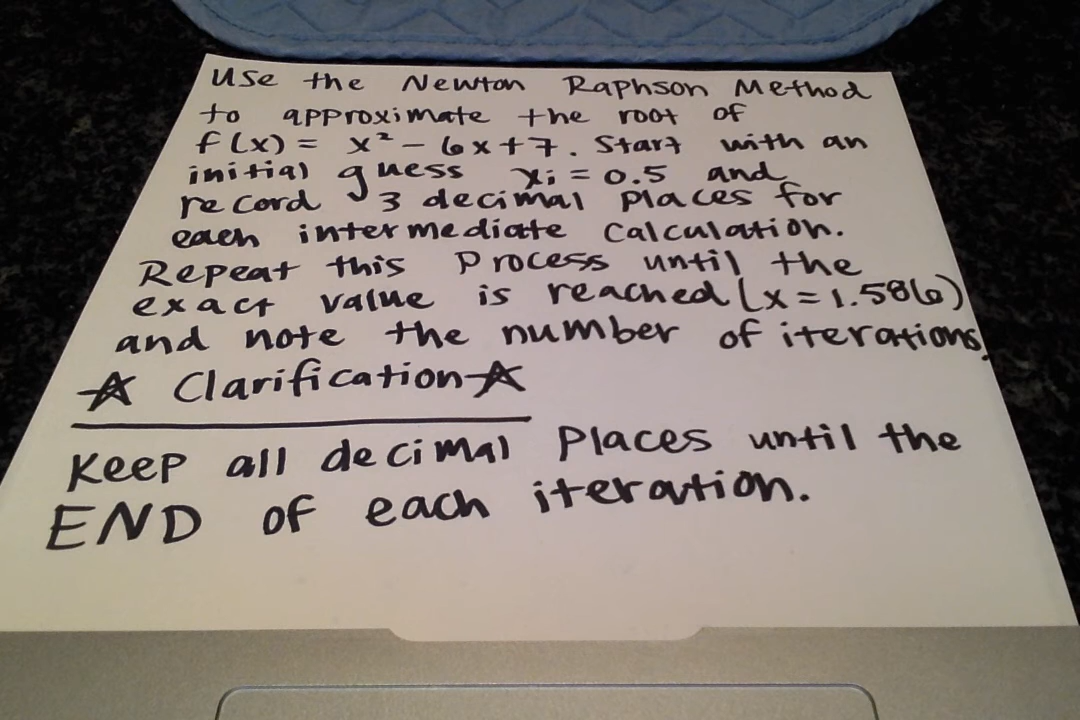 Use the Newton Raphson Method
to approximate the root of
f(x) = x² - 6x+7. Start with an
initial guess xi = 0.5 and
record 3 decimal places for
each intermediate calculation.
Repeat this process until the
exact value is reached (x=1.586)
and note the number of iterations.
☆ Clarification ☆
Keep all decimal places until the
END of each iteration.